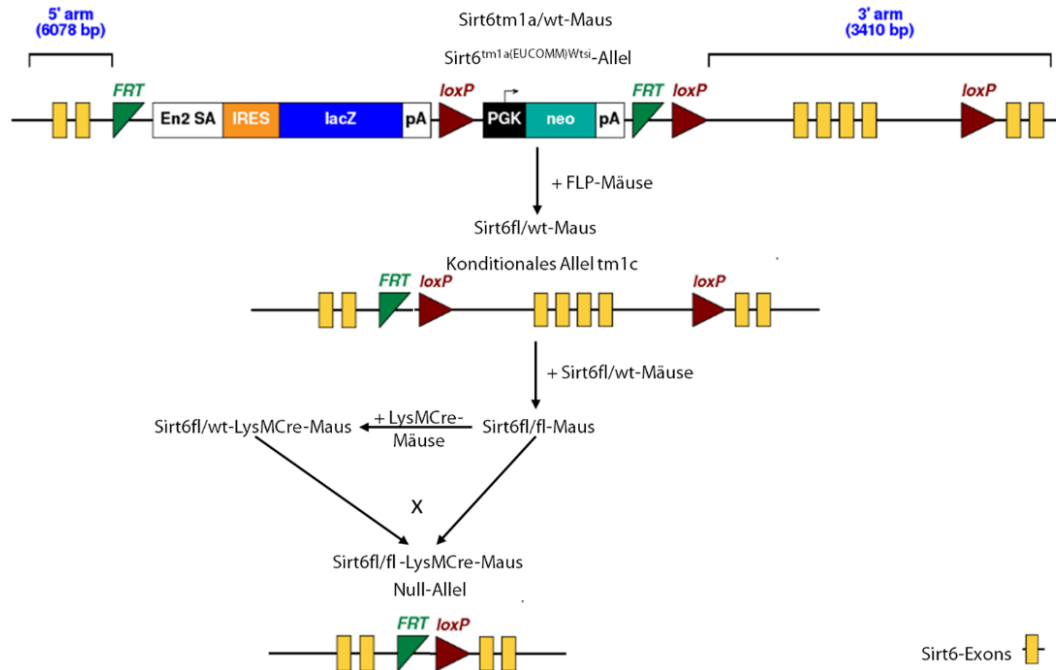 5' arm
(6078 bp)
Sirt6tm1a/wt-Maus
3' arm
(3410 bp)
Sirt6tm1a(EUCOMM)Wtsi-Allel
FRT
loxP
FRT
loxP
loxP
En2 SA
IRES
lacZ
pA
PGK
neo
pA
+ FLP-Mäuse
Sirt6fl/wt-Maus
Konditionales Allel tm1c
FRT
loxP
loxP
+ Sirt6fl/wt-Mäuse
Sirt6fl/wt-LysMCre-Maus
+ LysMCre-
Mäuse
Sirt6fl/fl-Maus
X
Sirt6fl/fl -LysMCre-Maus
Null-Allel
FRT
loxP
Sirt6-Exons